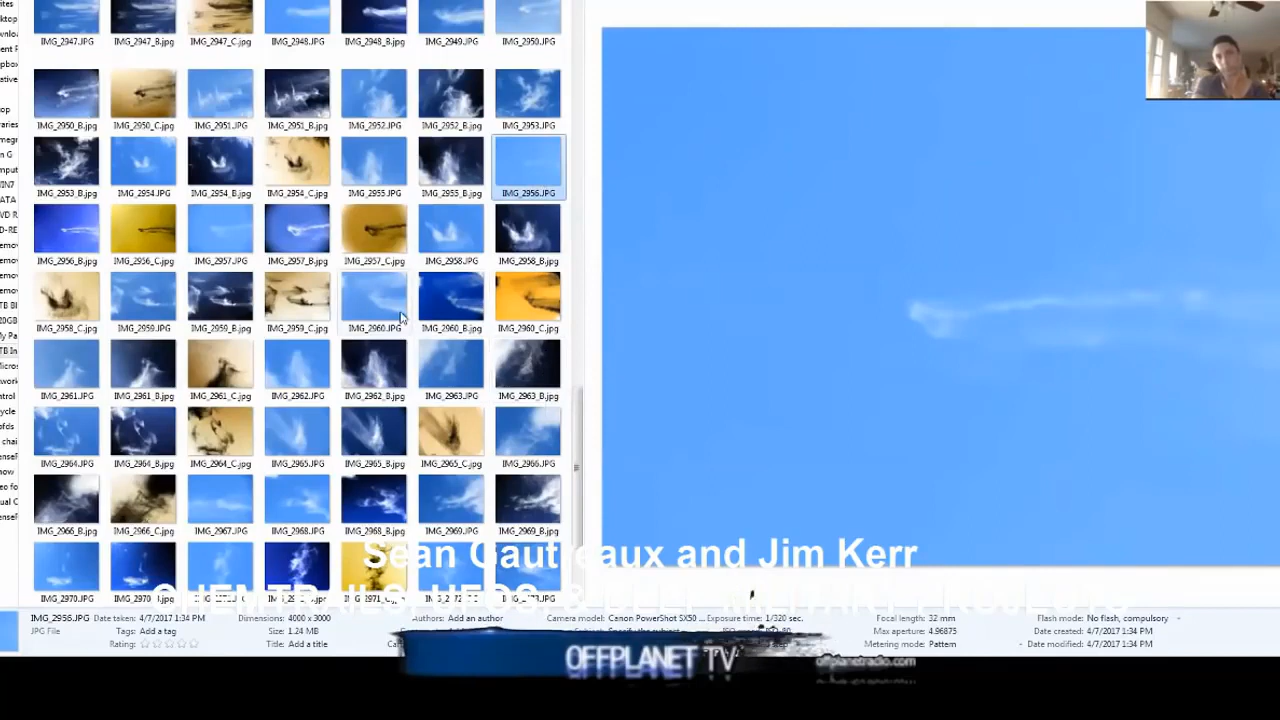 IMG_2947.JPG IMG_2947_B.jpg IMG_2947_C.jpg IMG_2948.JPG IMG_2948_B.jpg IMG_2949.JPG IMG_2950.JPG
IMG_2950_B.jpg IMG_2950_C.jpg IMG_2951.JPG IMG_2951_B.jpg IMG_2952.JPG IMG_2952_B.jpg IMG_2953.JPG
IMG_2953_B.jpg IMG_2954.JPG IMG_2954_B.jpg IMG_2954_C.jpg IMG_2955.JPG IMG_2955_B.jpg IMG_2956.JPG
IMG_2956_B.jpg IMG_2956_C.jpg IMG_2957.JPG IMG_2957_B.jpg IMG_2957_C.jpg IMG_2958.JPG IMG_2958_B.jpg
IMG_2958_C.jpg IMG_2959.JPG IMG_2959_B.jpg IMG_2959_C.jpg IMG_2960.JPG IMG_2960_B.jpg IMG_2960_C.jpg
IMG_2961.JPG IMG_2961_B.jpg IMG_2961_C.jpg IMG_2962.JPG IMG_2962_B.jpg IMG_2963.JPG IMG_2963_B.jpg
IMG_2964.JPG IMG_2964_B.jpg IMG_2964_C.jpg IMG_2965.JPG IMG_2965_B.jpg IMG_2965_C.jpg IMG_2966.JPG
IMG_2966_B.jpg IMG_2966_C.jpg IMG_2967.JPG IMG_2968.JPG IMG_2968_B.jpg IMG_2969.JPG IMG_2969_B.jpg
Sean Gautreaux and Jim Kerr
IMG_2970.JPG
CHEMTRAILS, UFOS, & DEEP MILITARY PROJECTS
IMG_2956.JPG Date taken: 4/7/2017 1:34 PM Dimensions: 4000 x 3000 Authors: Add an author Camera model: Canon PowerShot SX50 ... Exposure time: 1/320 sec. Focal length: 32 mm Flash mode: No flash, compulsory
JPG File Tags: Add a tag Size: 1.24 MB Max aperture: 4.96875 Date created: 4/7/2017 1:34 PM
Rating: Title: Add a title Metering mode: Pattern Date modified: 4/7/2017 1:34 PM
OFFPLANET TV offplanetradio.com